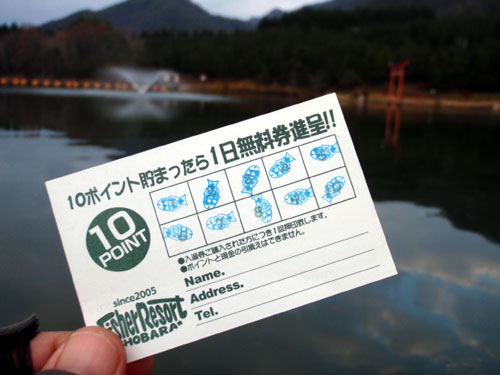 10ポイント貯まったら1日無料券進呈!!
10
POINT
●入漁券ご購入された方につき1回押印致します。
●ポイントと現金の引換えはできません。
Name.
Address.
Tel.
since2005
FisherResort
SHOBARA